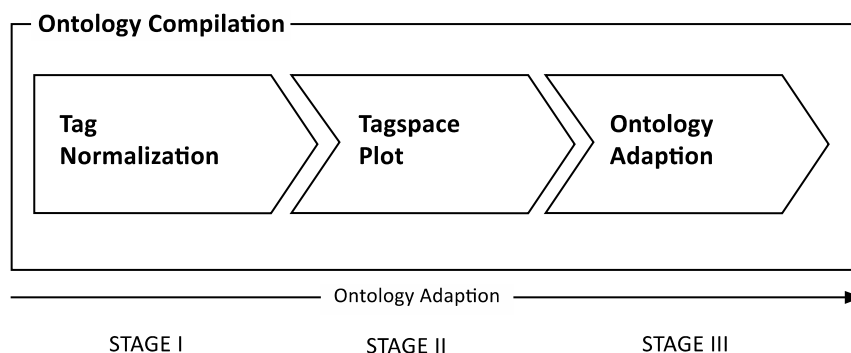 Ontology Compilation
Tag
Normalization
Tagspace
Plot
Ontology
Adaption
Ontology Adaption
STAGE I
STAGE II
STAGE III